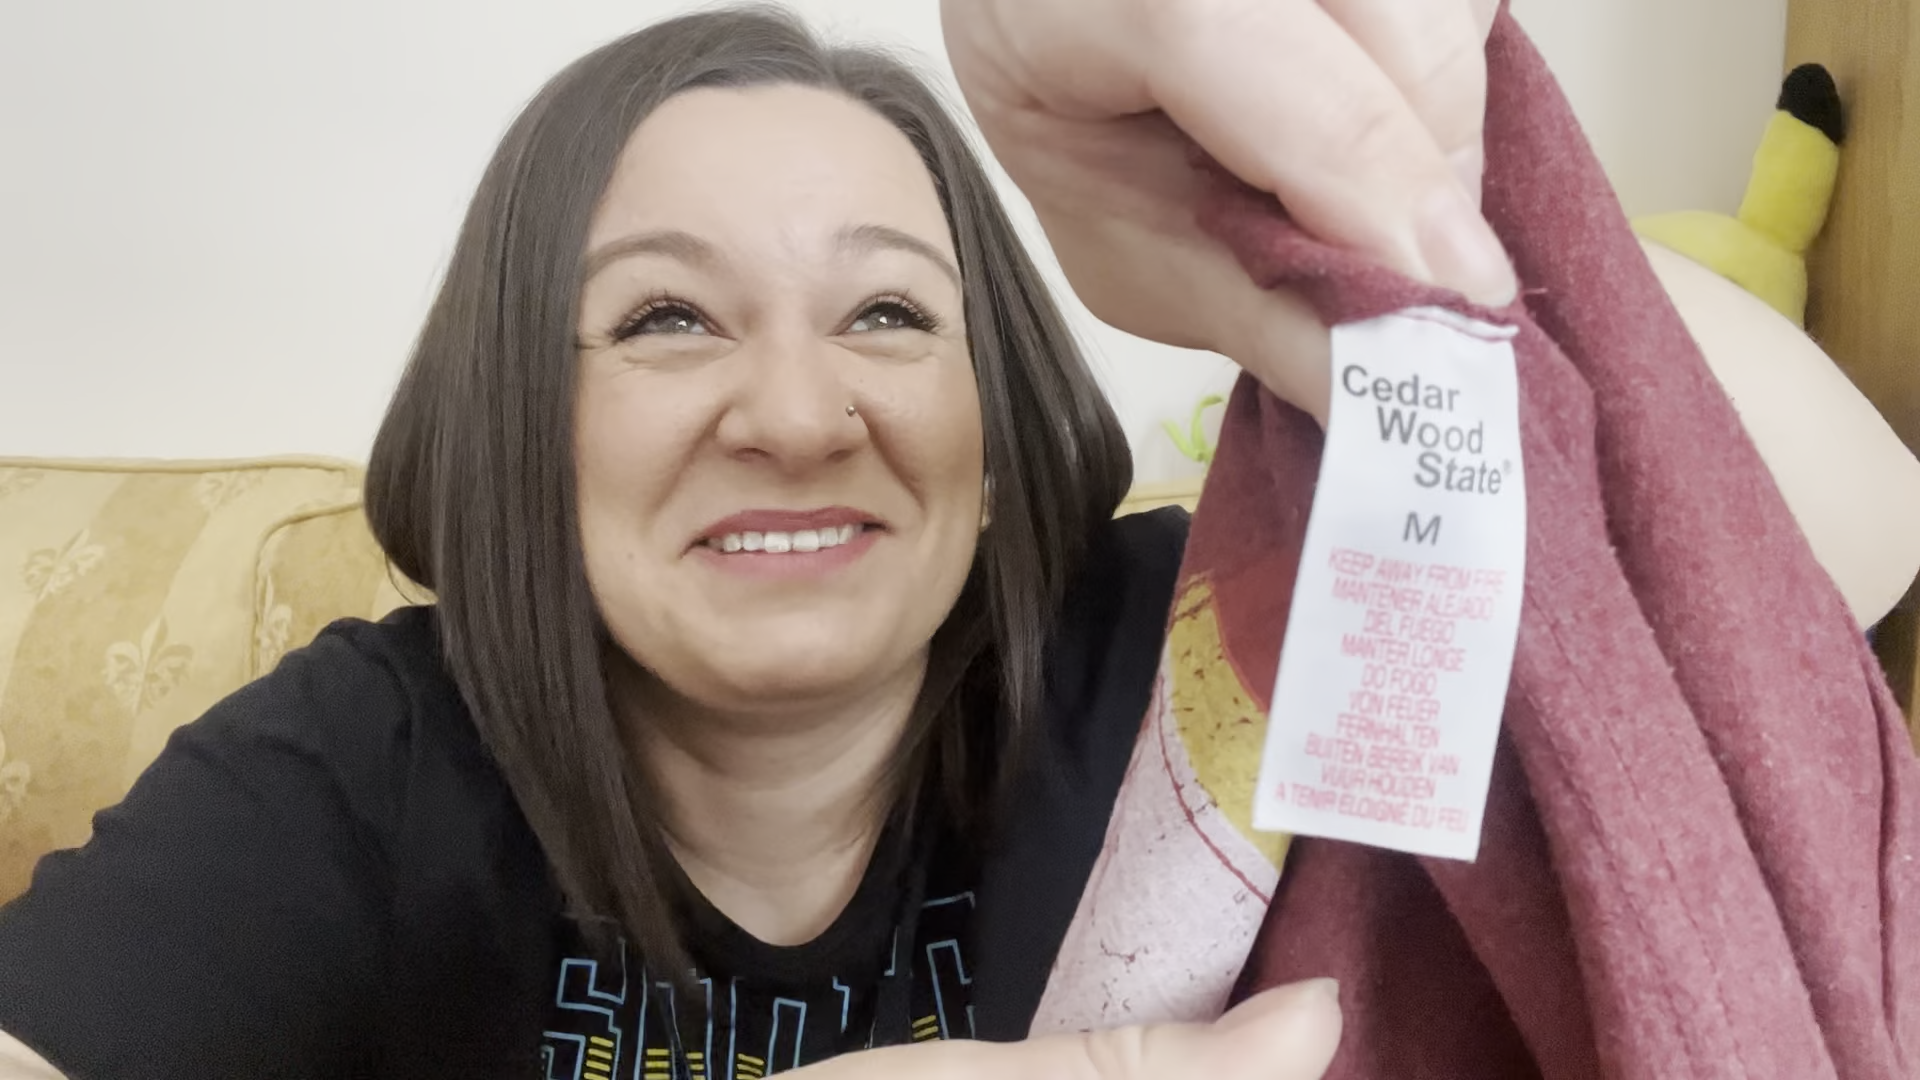 Cedar
Wood
State®
M
KEEP AWAY FROM FIRE
MANTENER ALEJADO
DEL FUEGO
MANTER LONGE
DO FOGO
VON FEUER
FERNHALTEN
BUITEN BEREIK VAN
VUUR HOUDEN
A TENIR ELOIGNÉ DU FEU